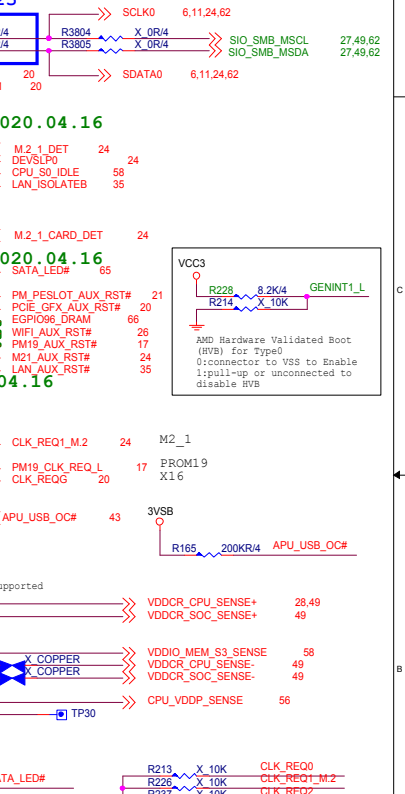 SCLK0 6,11,24,62
/4 R3804 X_0R/4
/4 R3805 X_0R/4
SIO_SMB_MSCL 27,49,62
SIO_SMB_MSDA 27,49,62
20 SDATA0 6,11,24,62
20
020.04.16
M.2_1_DET 24
DEVSLP0 24
CPU_S0_IDLE 58
LAN_ISOLATEB 35
M.2_1_CARD_DET 24
020.04.16
SATA_LED# 65
PM_PESLOT_AUX_RST# 21
PCIE_GFX_AUX_RST# 20
EGPIO96_DRAM 66
WIFI_AUX_RST# 26
PM19_AUX_RST# 17
M21_AUX_RST# 24
LAN_AUX_RST# 35
04.16
VCC3
R228 8.2K/4 GENINT1_L
R214 X_10K
AMD Hardware Validated Boot
(HVB) for Type0
0:connector to VSS to Enable
1:pull-up or unconnected to
disable HVB
C
CLK_REQ1_M.2 24 M2_1
PM19_CLK_REQ_L 17 PROM19
CLK_REQG 20 X16
APU_USB_OC# 43
3VSB
R165 200KR/4 APU_USB_OC#
upported
VDDCR_CPU_SENSE+ 28,49
VDDCR_SOC_SENSE+ 49
VDDIO_MEM_S3_SENSE 58
X_COPPER VDDCR_CPU_SENSE- 49
X_COPPER VDDCR_SOC_SENSE- 49
B
CPU_VDDP_SENSE 56
TP30
R213 X_10K CLK_REQ0
ATA_LED# R226 X_10K CLK_REQ1_M.2
R237 X_10K CLK_REQ2